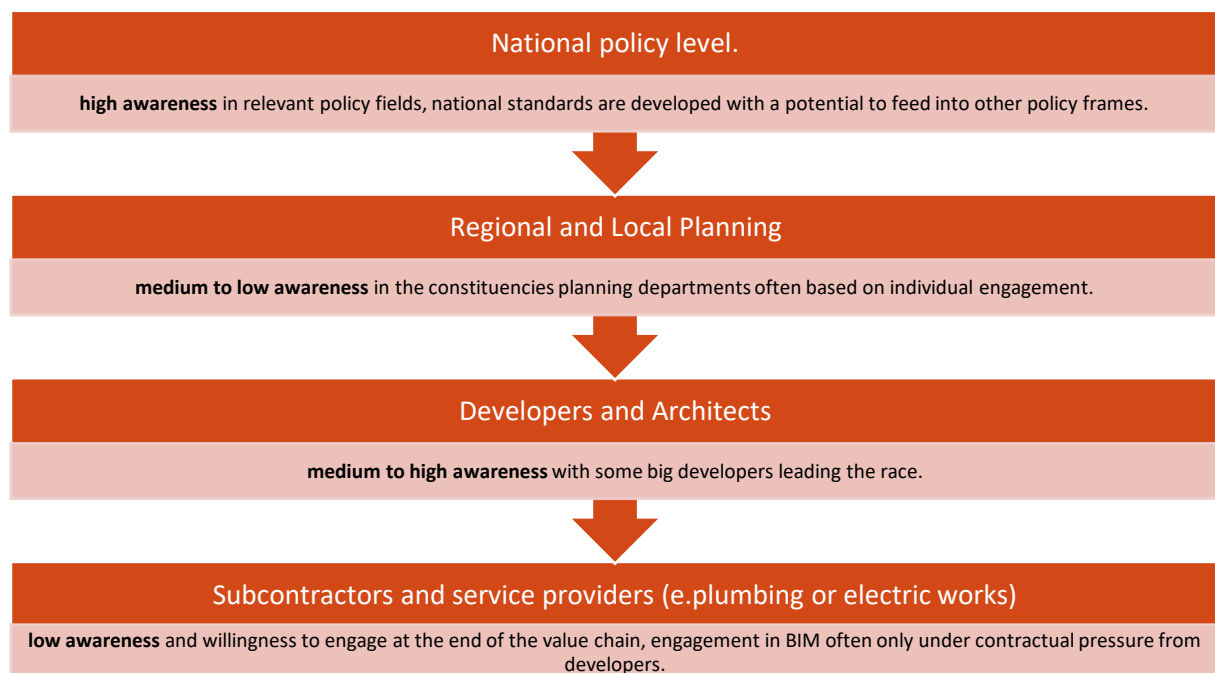 National policy level.
high awareness in relevant policy fields, national standards are developed with a potential to feed into other policy frames.
Regional and Local Planning
medium to low awareness in the constituencies planning departments often based on individual engagement.
Developers and Architects
medium to high awareness with some big developers leading the race.
Subcontractors and service providers (e.plumbing or electric works)
low awareness and willingness to engage at the end of the value chain, engagement in BIM often only under contractual pressure from
developers.